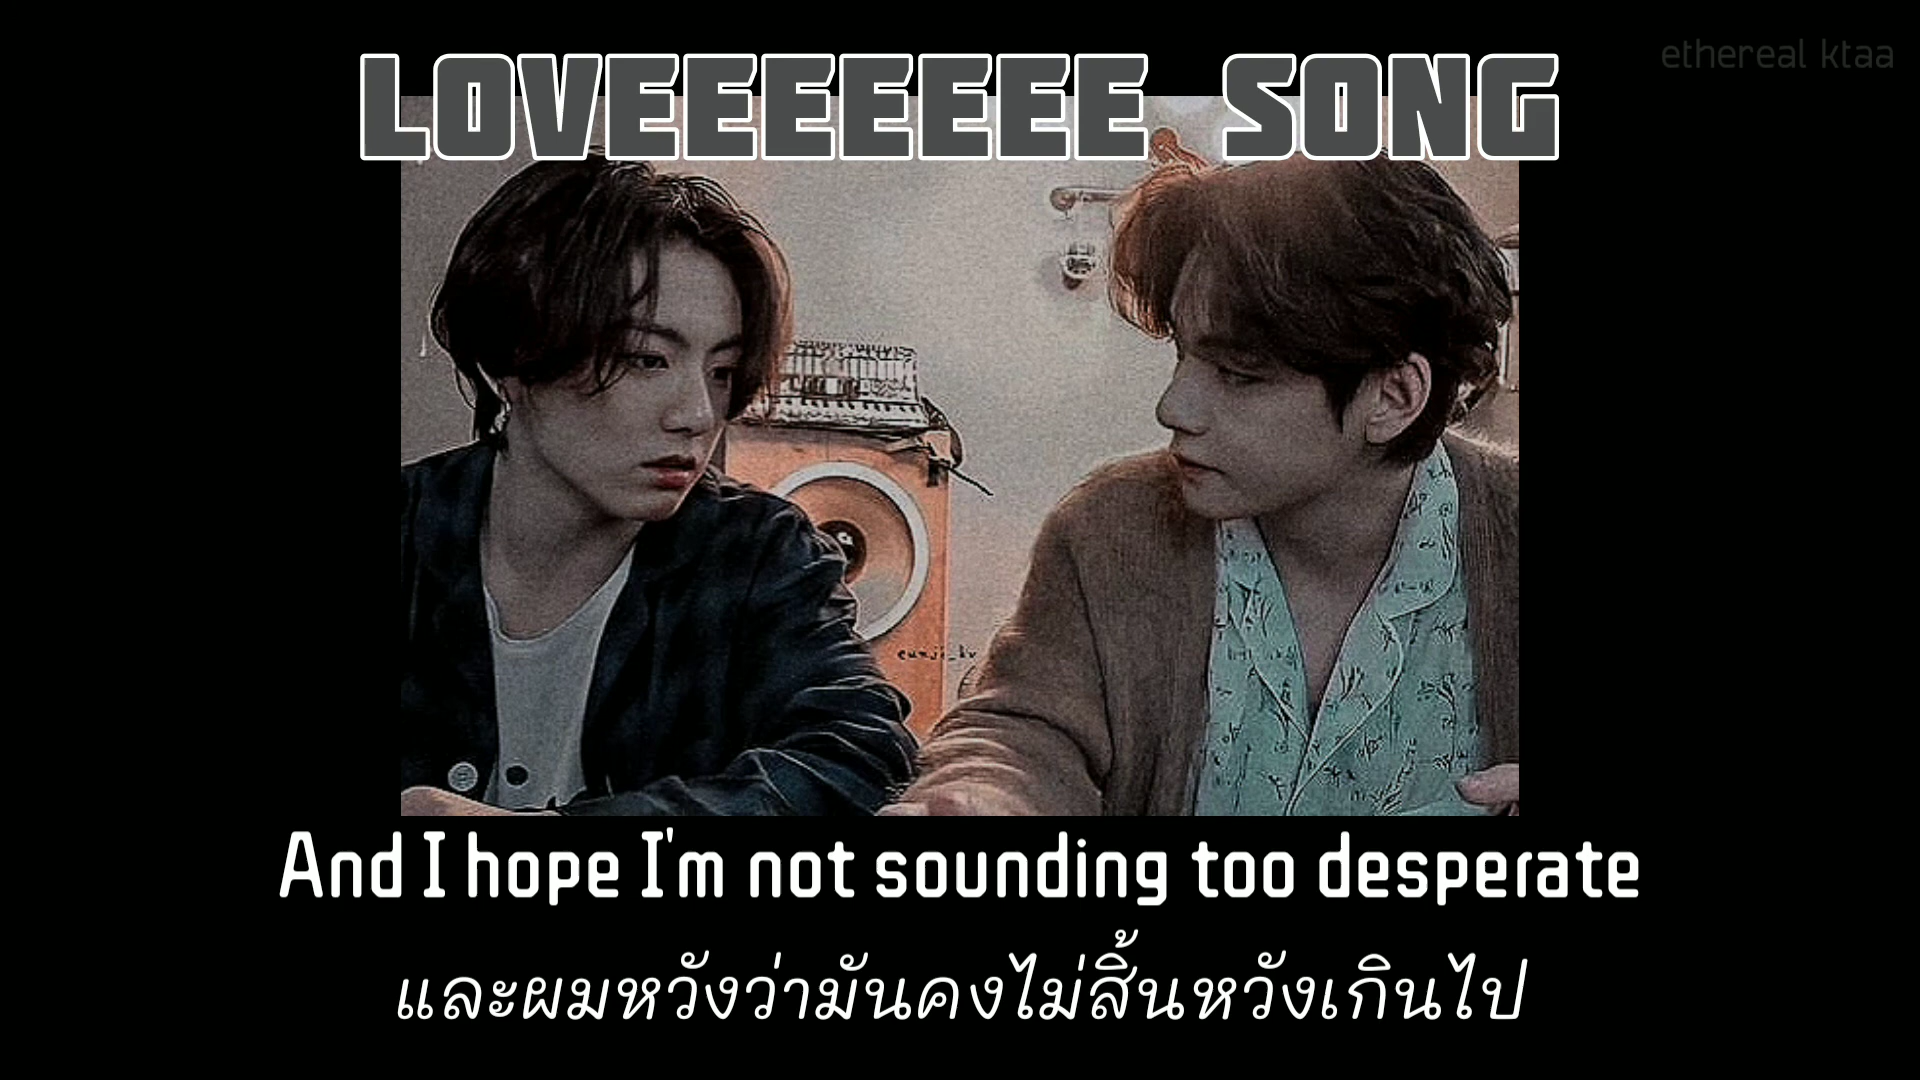 ethereal ktaa
LOVEEEEEEE SONG
eunji_kv
And I hope I'm not sounding too desperate
และผมหวังว่ามันคงไม่สิ้นหวังเกินไป